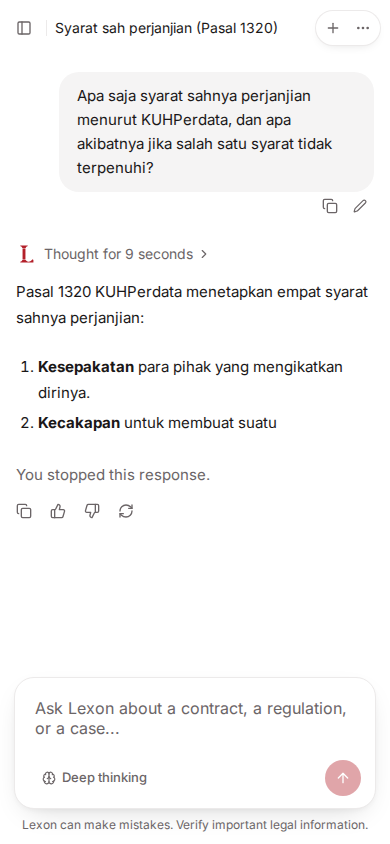 Syarat sah perjanjian (Pasal 1320)
Apa saja syarat sahnya perjanjian
menurut KUHPerdata, dan apa
akibatnya jika salah satu syarat tidak
terpenuhi?
L Thought for 9 seconds
Pasal 1320 KUHPerdata menetapkan empat syarat
sahnya perjanjian:
1. Kesepakatan para pihak yang mengikatkan
dirinya.
2. Kecakapan untuk membuat suatu
You stopped this response.
Ask Lexon about a contract, a regulation,
or a case...
Deep thinking
Lexon can make mistakes. Verify important legal information.